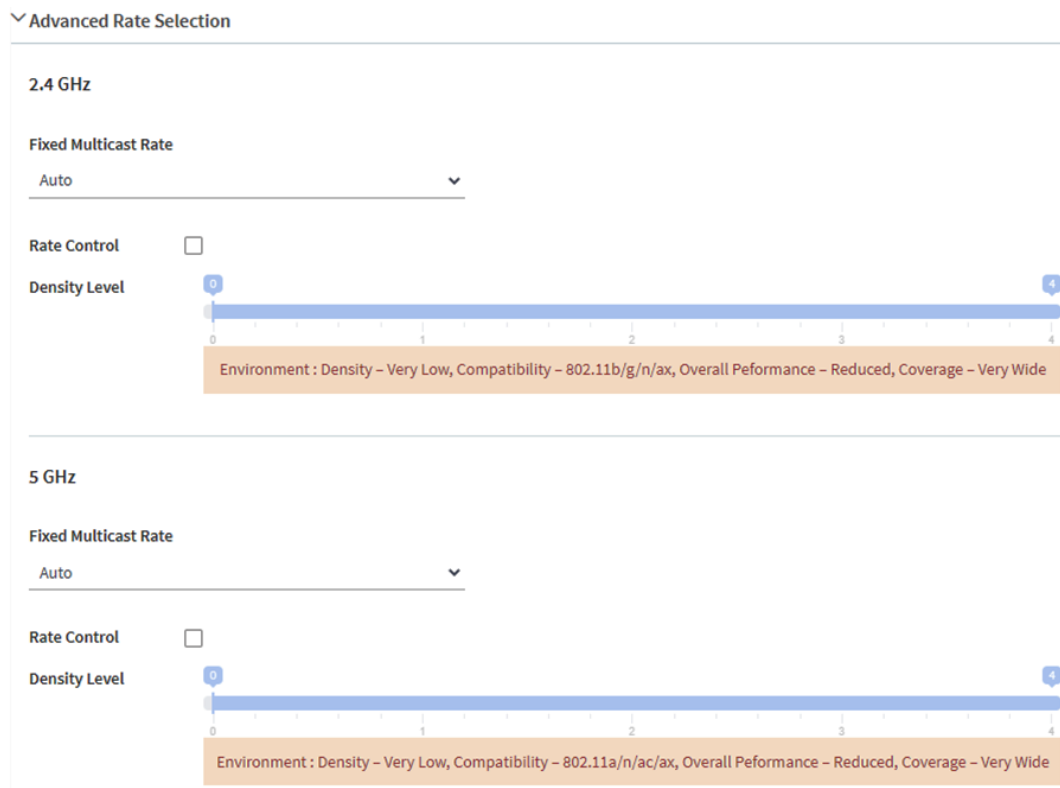 Advanced Rate Selection
2.4 GHz
Fixed Multicast Rate
Auto
Rate Control
Density Level
0 4
0 1 2 3 4
Environment : Density – Very Low, Compatibility – 802.11b/g/n/ax, Overall Peformance – Reduced, Coverage – Very Wide
5 GHz
Fixed Multicast Rate
Auto
Rate Control
Density Level
0 4
0 1 2 3 4
Environment : Density – Very Low, Compatibility – 802.11a/n/ac/ax, Overall Peformance – Reduced, Coverage – Very Wide